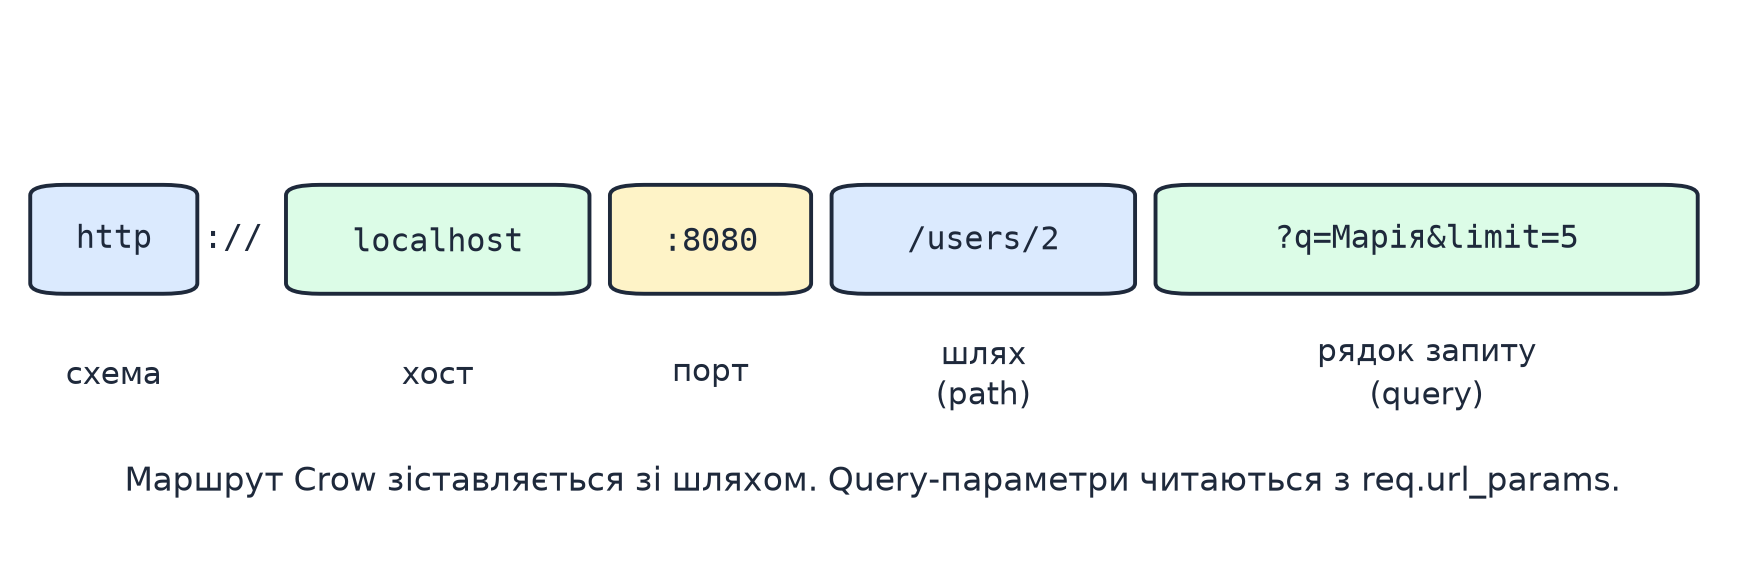 http :// localhost :8080 /users/2 ?q=Марія&limit=5
схема хост порт шлях (path) рядок запиту (query)
Маршрут Crow зіставляється зі шляхом. Query-параметри читаються з req.url_params.